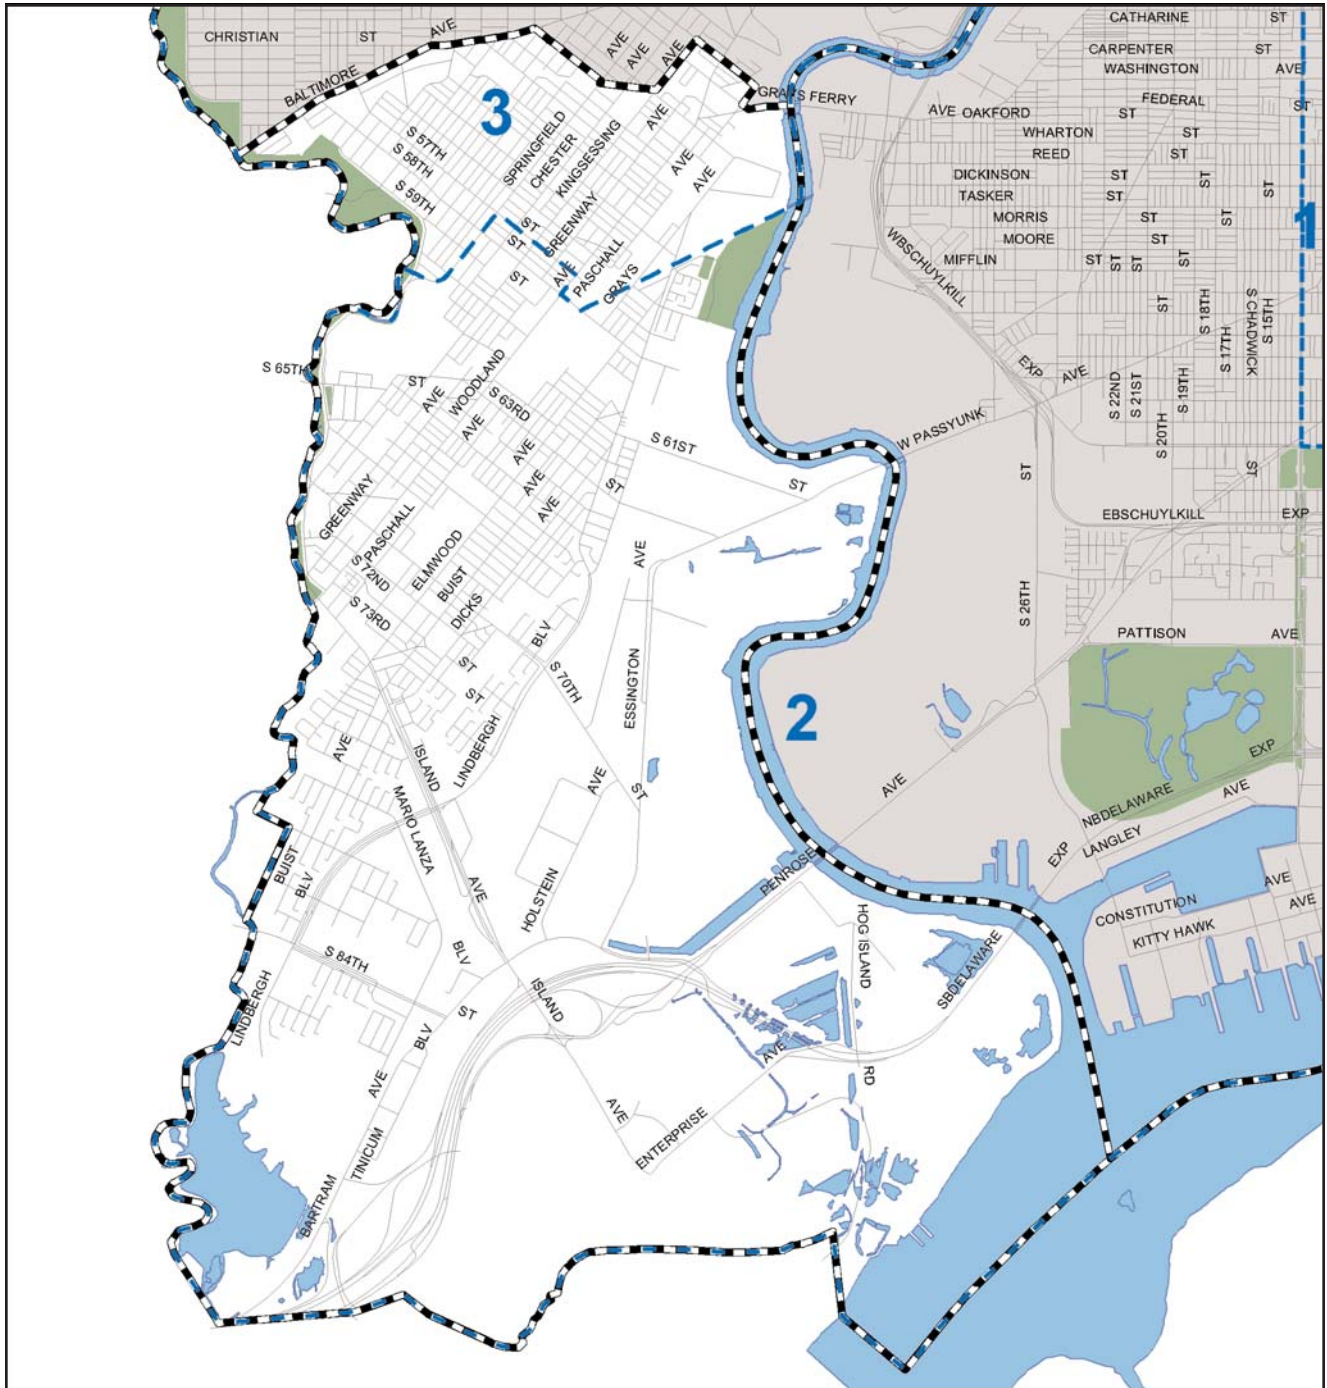 CHRISTIAN ST
AVE
CATHARINE ST
CARPENTER ST
WASHINGTON AVE
BALTIMORE
AVE
AVE
AVE
3
GRAYS FERRY
AVE OAKFORD
FEDERAL ST
WHARTON ST
REED ST
DICKINSON ST
TASKER ST
MORRIS ST
MOORE ST
MIFFLIN ST
ST
ST
ST
ST
ST
ST
1
S 57TH
S 58TH
S 59TH
SPRINGFIELD
CHESTER
KINGSESSING
AVE
AVE
AVE
ST
ST
ST
GREENWAY
AVE
PASCHALL
GRAYS
WBSCHUYLKILL
EXP
AVE
ST
S 18TH
S 17TH
S CHADWICK
S 15TH
S 22ND
S 21ST
S 19TH
S 20TH
ST
S 65TH
ST
AVE
WOODLAND
AVE
S 63RD
AVE
AVE
AVE
ST
S 61ST
ST
W PASSYUNK
ST
EBSCHUYLKILL EXP
GREENWAY
PASCHALL
S 72ND
S 73RD
ELMWOOD
BUIST
DICKS
AVE
S 26TH
PATTISON AVE
ST
ST
BLV
S 70TH
ESSINGTON
2
AVE
ISLAND
LINDBERGH
MARIO LANZA
AVE
ST
AVE
EXP
NBDELAWARE
AVE
LANGLEY
EXP
BUIST
BLV
AVE
HOLSTEIN
PENROSE
HOG ISLAND
CONSTITUTION AVE
KITTY HAWK AVE
S 84TH
BLV
ISLAND
SBDELAWARE
LINDBERGH
ST
BLV
AVE
AVE
RD
AVE
ENTERPRISE
TINICUM
BARTRAM